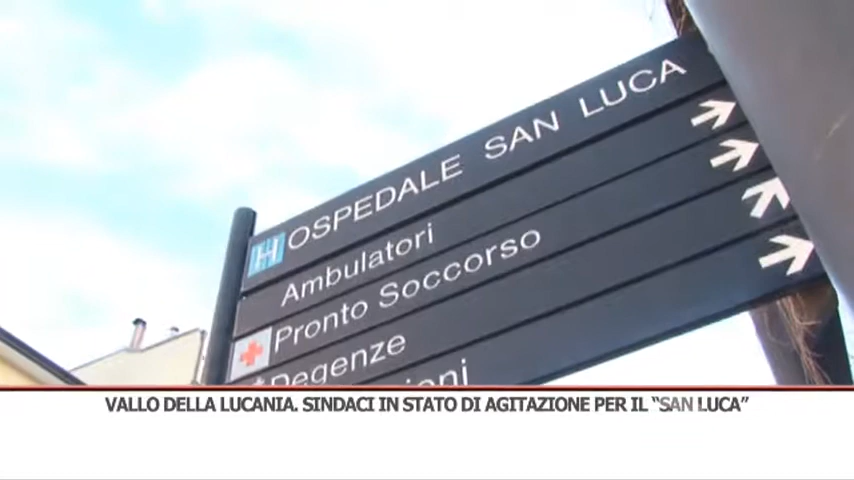 H OSPEDALE SAN LUCA
Ambulatori
Pronto Soccorso
Degenze
VALLO DELLA LUCANIA. SINDACI IN STATO DI AGITAZIONE PER IL “SAN LUCA”